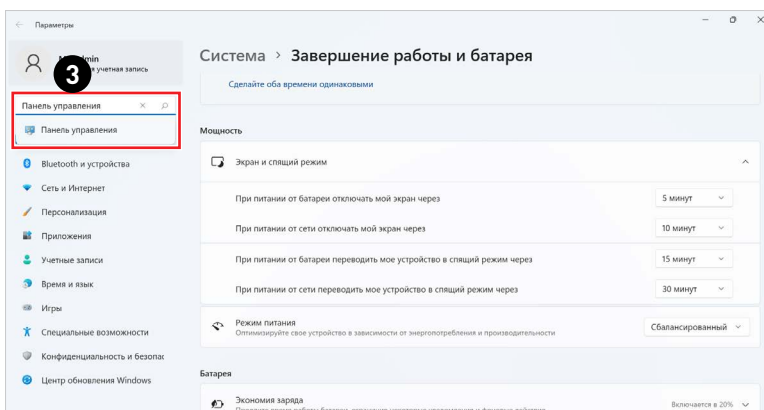 Параметры
Система > Завершение работы и батарея
3
учетная запись
Сделайте оба времени одинаковыми
Панель управления
Панель управления
Bluetooth и устройства
Сеть и Интернет
Персонализация
Приложения
Учетные записи
Время и язык
Игры
Специальные возможности
Конфиденциальность и безопас
Центр обновления Windows
Мощность
Экран и спящий режим
При питании от батареи отключать мой экран через
5 минут
При питании от сети отключать мой экран через
10 минут
При питании от батареи переводить мое устройство в спящий режим через
15 минут
При питании от сети переводить мое устройство в спящий режим через
30 минут
Режим питания
Оптимизируйте свое устройство в зависимости от энергопотребления и производительности
Сбалансированный
Батарея
Экономия заряда
Включается в 20%